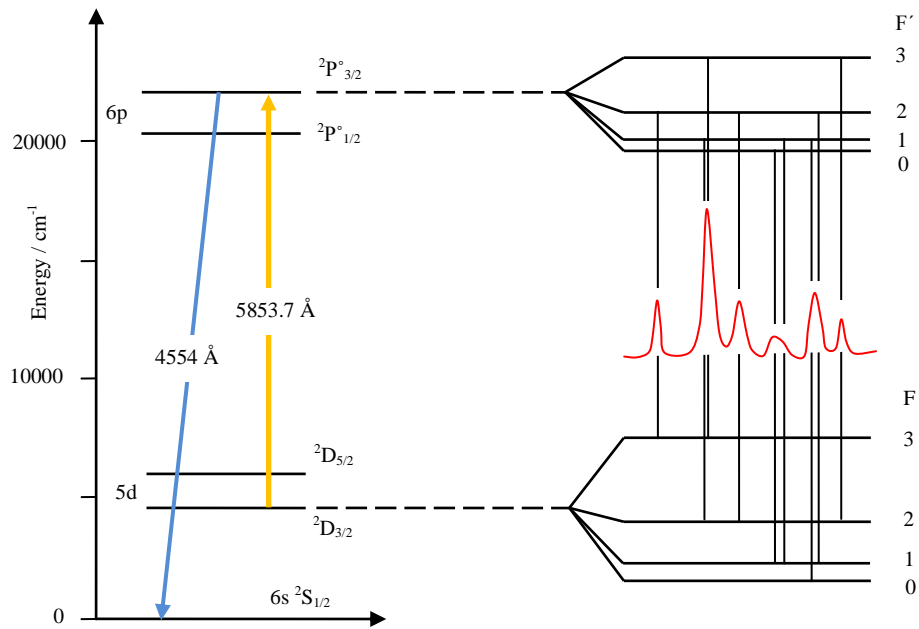 F´
3
²P°₃/₂
6p
2
²P°₁/₂
20000
1
0
Energy / cm⁻¹
5853.7 Å
4554 Å
10000
F
3
²D₅/₂
5d
2
²D₃/₂
1
0
6s ²S₁/₂
0